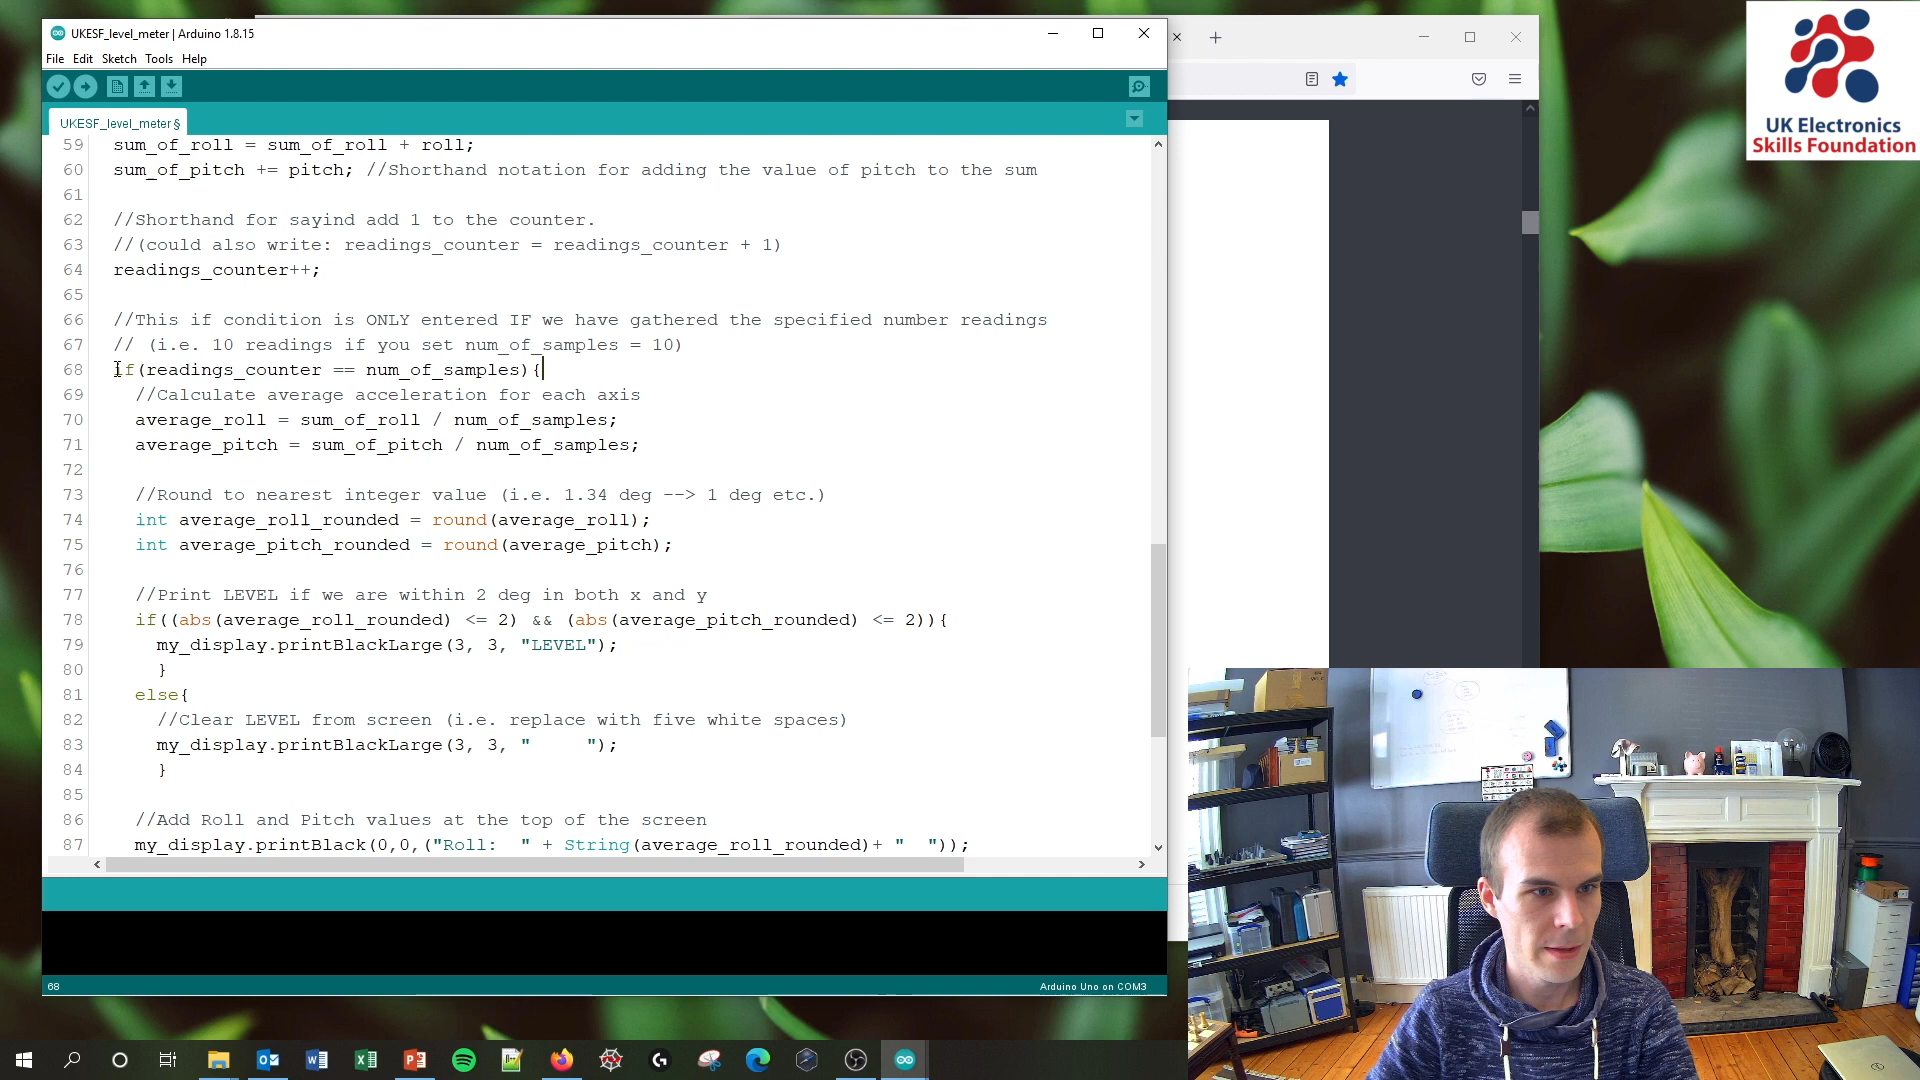 UKESF_level_meter | Arduino 1.8.15
File Edit Sketch Tools Help
UKESF_level_meter §
59 sum_of_roll = sum_of_roll + roll;
60 sum_of_pitch += pitch; //Shorthand notation for adding the value of pitch to the sum
61
62 //Shorthand for sayind add 1 to the counter.
63 //(could also write: readings_counter = readings_counter + 1)
64 readings_counter++;
65
66 //This if condition is ONLY entered IF we have gathered the specified number readings
67 // (i.e. 10 readings if you set num_of_samples = 10)
68 if(readings_counter == num_of_samples){
69 //Calculate average acceleration for each axis
70 average_roll = sum_of_roll / num_of_samples;
71 average_pitch = sum_of_pitch / num_of_samples;
72
73 //Round to nearest integer value (i.e. 1.34 deg --> 1 deg etc.)
74 int average_roll_rounded = round(average_roll);
75 int average_pitch_rounded = round(average_pitch);
76
77 //Print LEVEL if we are within 2 deg in both x and y
78 if((abs(average_roll_rounded) <= 2) && (abs(average_pitch_rounded) <= 2)){
79 my_display.printBlackLarge(3, 3, "LEVEL");
80 }
81 else{
82 //Clear LEVEL from screen (i.e. replace with five white spaces)
83 my_display.printBlackLarge(3, 3, "     ");
84 }
85
86 //Add Roll and Pitch values at the top of the screen
87 my_display.printBlack(0,0,("Roll:  " + String(average_roll_rounded)+ "  "));
68
Arduino Uno on COM3
UK Electronics
Skills Foundation